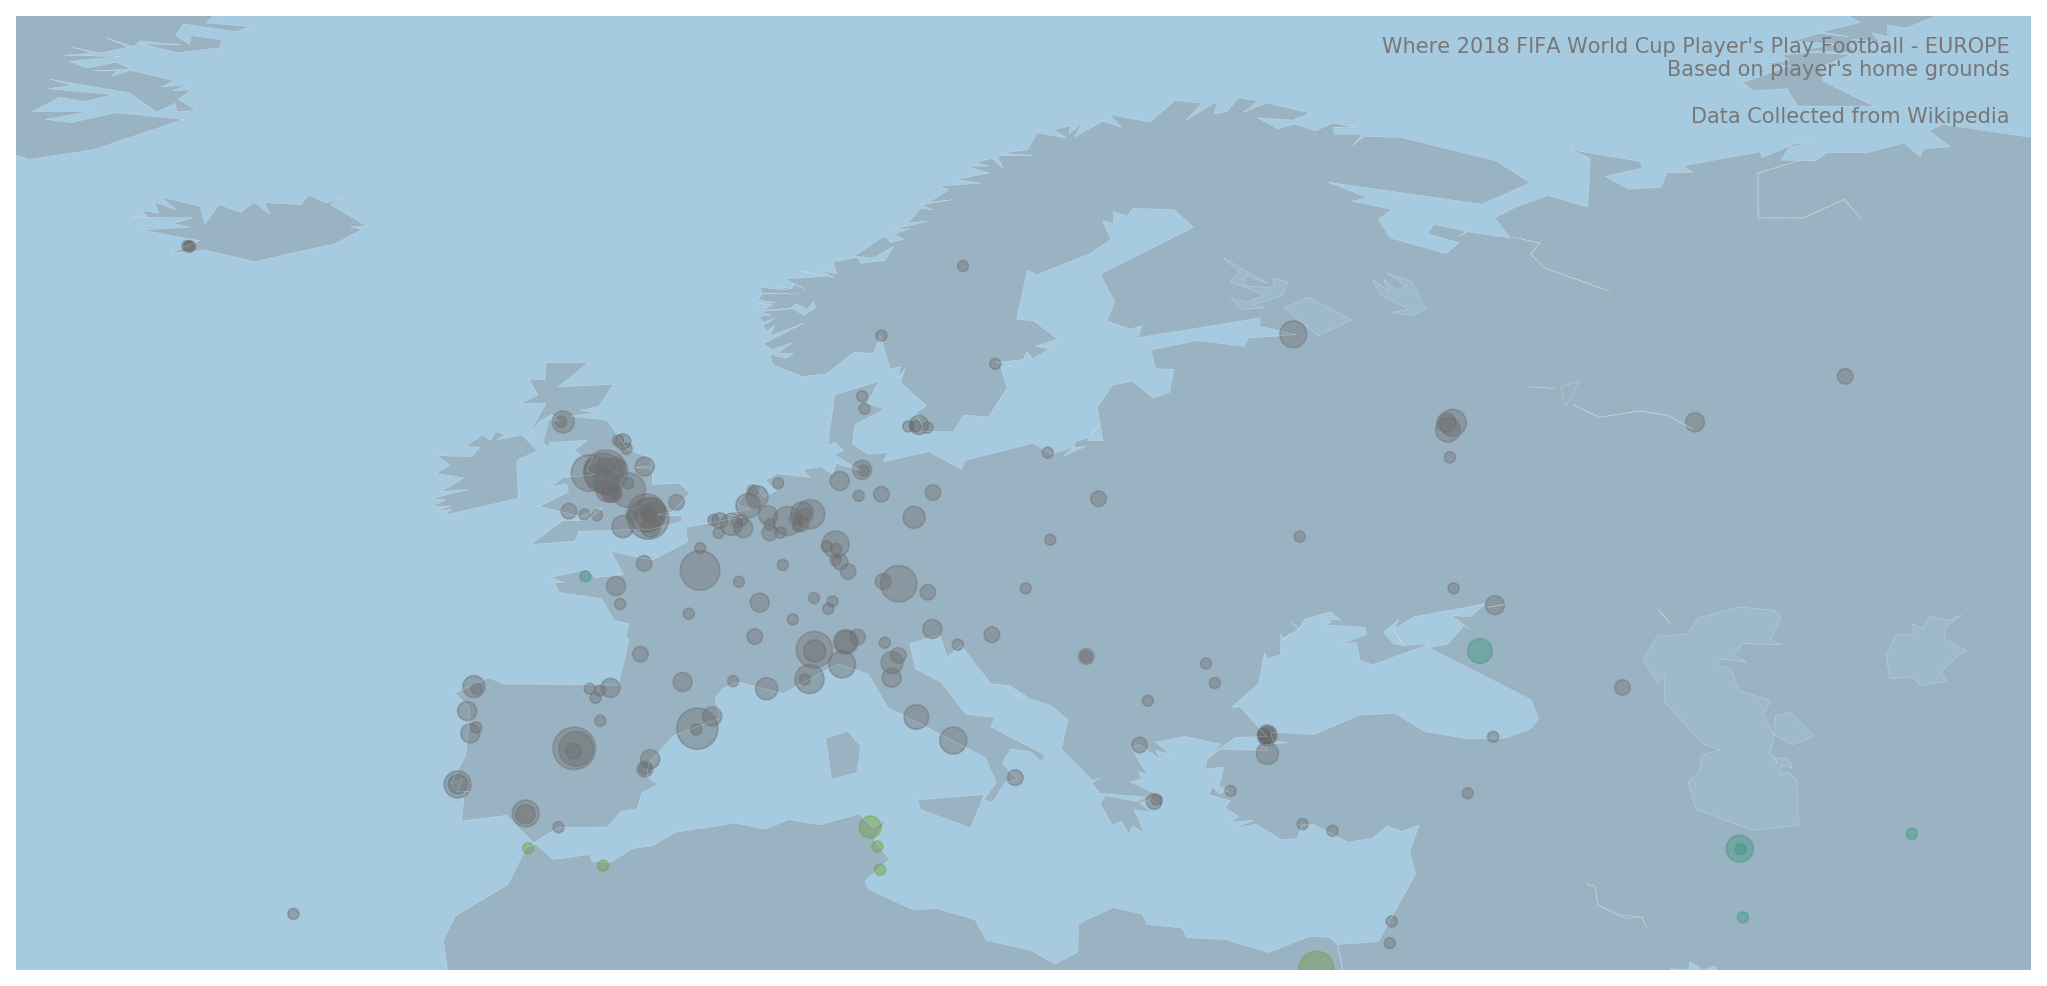 Where 2018 FIFA World Cup Player's Play Football - EUROPE
Based on player's home grounds
Data Collected from Wikipedia